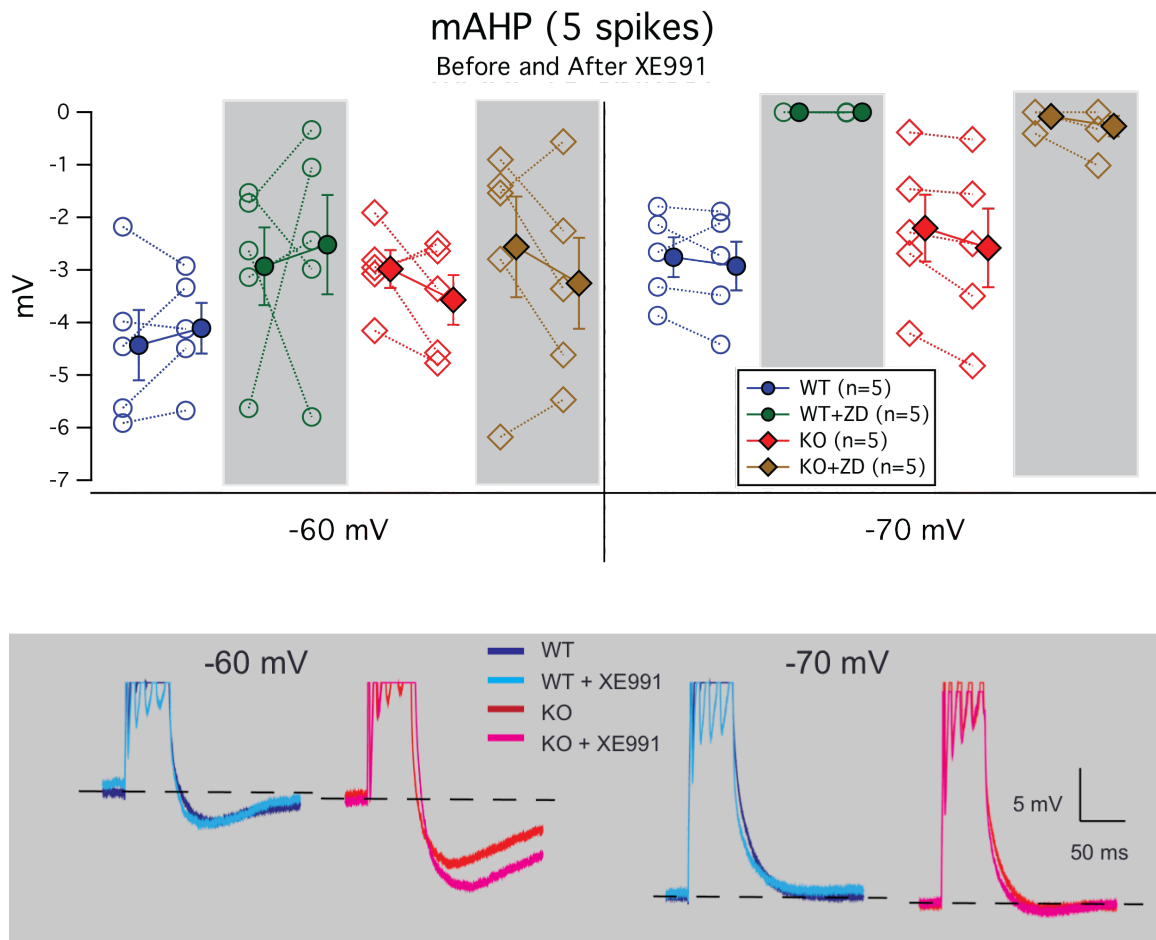 mAHP (5 spikes)
Before and After XE991
0
-1
-2
-3
-4
-5
-6
-7
mV
WT (n=5)
WT+ZD (n=5)
KO (n=5)
KO+ZD (n=5)
-60 mV
-70 mV
-60 mV
WT
WT + XE991
KO
KO + XE991
-70 mV
5 mV
50 ms